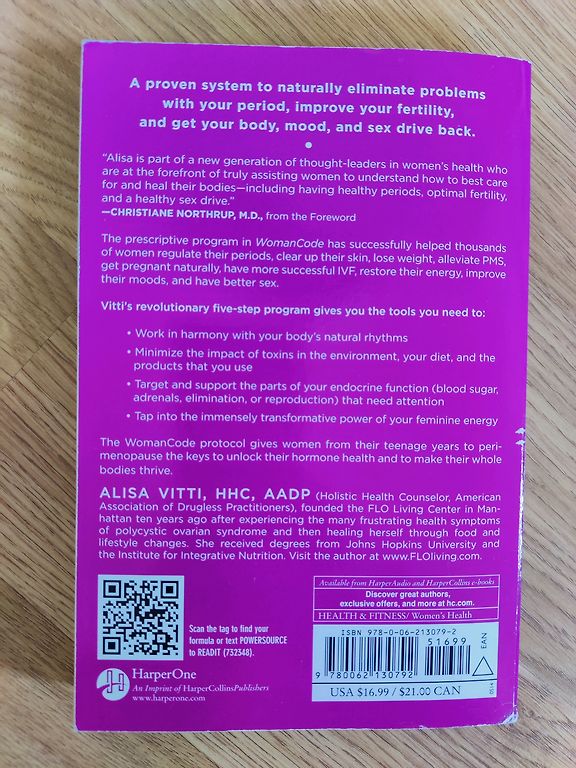 A proven system to naturally eliminate problems
with your period, improve your fertility,
and get your body, mood, and sex drive back.
•
“Alisa is part of a new generation of thought-leaders in women’s health who
are at the forefront of truly assisting women to understand how to best care
for and heal their bodies—including having healthy periods, optimal fertility,
and a healthy sex drive.”
—CHRISTIANE NORTHRUP, M.D., from the Foreword
The prescriptive program in WomanCode has successfully helped thousands
of women regulate their periods, clear up their skin, lose weight, alleviate PMS,
get pregnant naturally, have more successful IVF, restore their energy, improve
their moods, and have better sex.
Vitti’s revolutionary five-step program gives you the tools you need to:
• Work in harmony with your body’s natural rhythms
• Minimize the impact of toxins in the environment, your diet, and the
products that you use
• Target and support the parts of your endocrine function (blood sugar,
adrenals, elimination, or reproduction) that need attention
• Tap into the immensely transformative power of your feminine energy
The WomanCode protocol gives women from their teenage years to peri-
menopause the keys to unlock their hormone health and to make their whole
bodies thrive.
ALISA VITTI, HHC, AADP (Holistic Health Counselor, American
Association of Drugless Practitioners), founded the FLO Living Center in Man-
hattan ten years ago after experiencing the many frustrating health symptoms
of polycystic ovarian syndrome and then healing herself through food and
lifestyle changes. She received degrees from Johns Hopkins University and
the Institute for Integrative Nutrition. Visit the author at www.FLOliving.com.
Scan the tag to find your
formula or text POWERSOURCE
to READIT (732348).
HarperOne
An Imprint of HarperCollinsPublishers
www.harperone.com
Available from HarperAudio and HarperCollins e-books
Discover great authors,
exclusive offers, and more at hc.com.
HEALTH & FITNESS/ Women’s Health
ISBN 978-0-06-213079-2
51699
EAN
9 780062 130792
USA $16.99 / $21.00 CAN